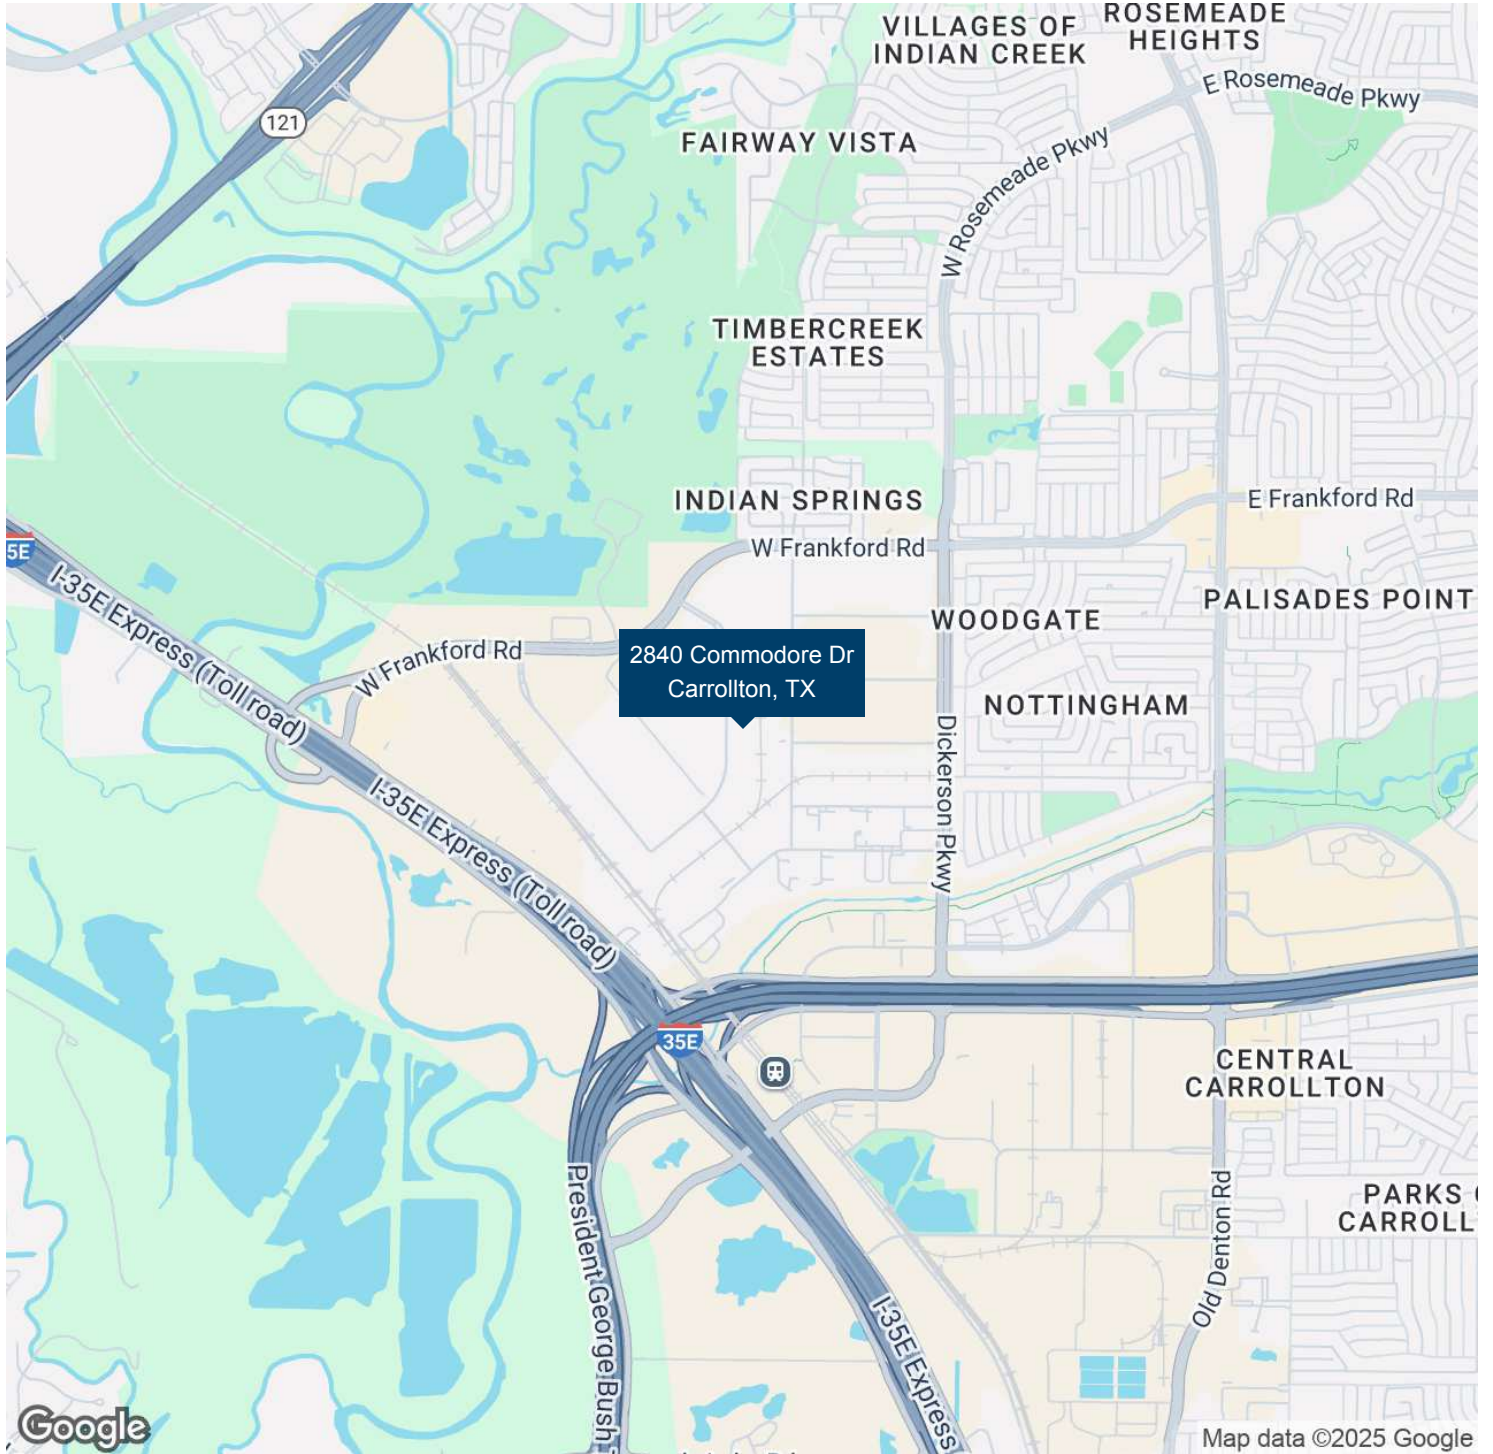 VILLAGES OF
INDIAN CREEK
ROSEMEADE
HEIGHTS
E Rosemeade Pkwy
121
FAIRWAY VISTA
W Rosemeade Pkwy
TIMBERCREEK
ESTATES
INDIAN SPRINGS
E Frankford Rd
W Frankford Rd
5E
I-35E Express (Toll road)
PALISADES POINT
WOODGATE
W Frankford Rd
2840 Commodore Dr
Carrollton, TX
NOTTINGHAM
Dickerson Pkwy
I-35E Express (Toll road)
35E
CENTRAL
CARROLLTON
President George Bush
Old Denton Rd
PARKS
CARROLL
I-35E Express
Google
Map data ©2025 Google